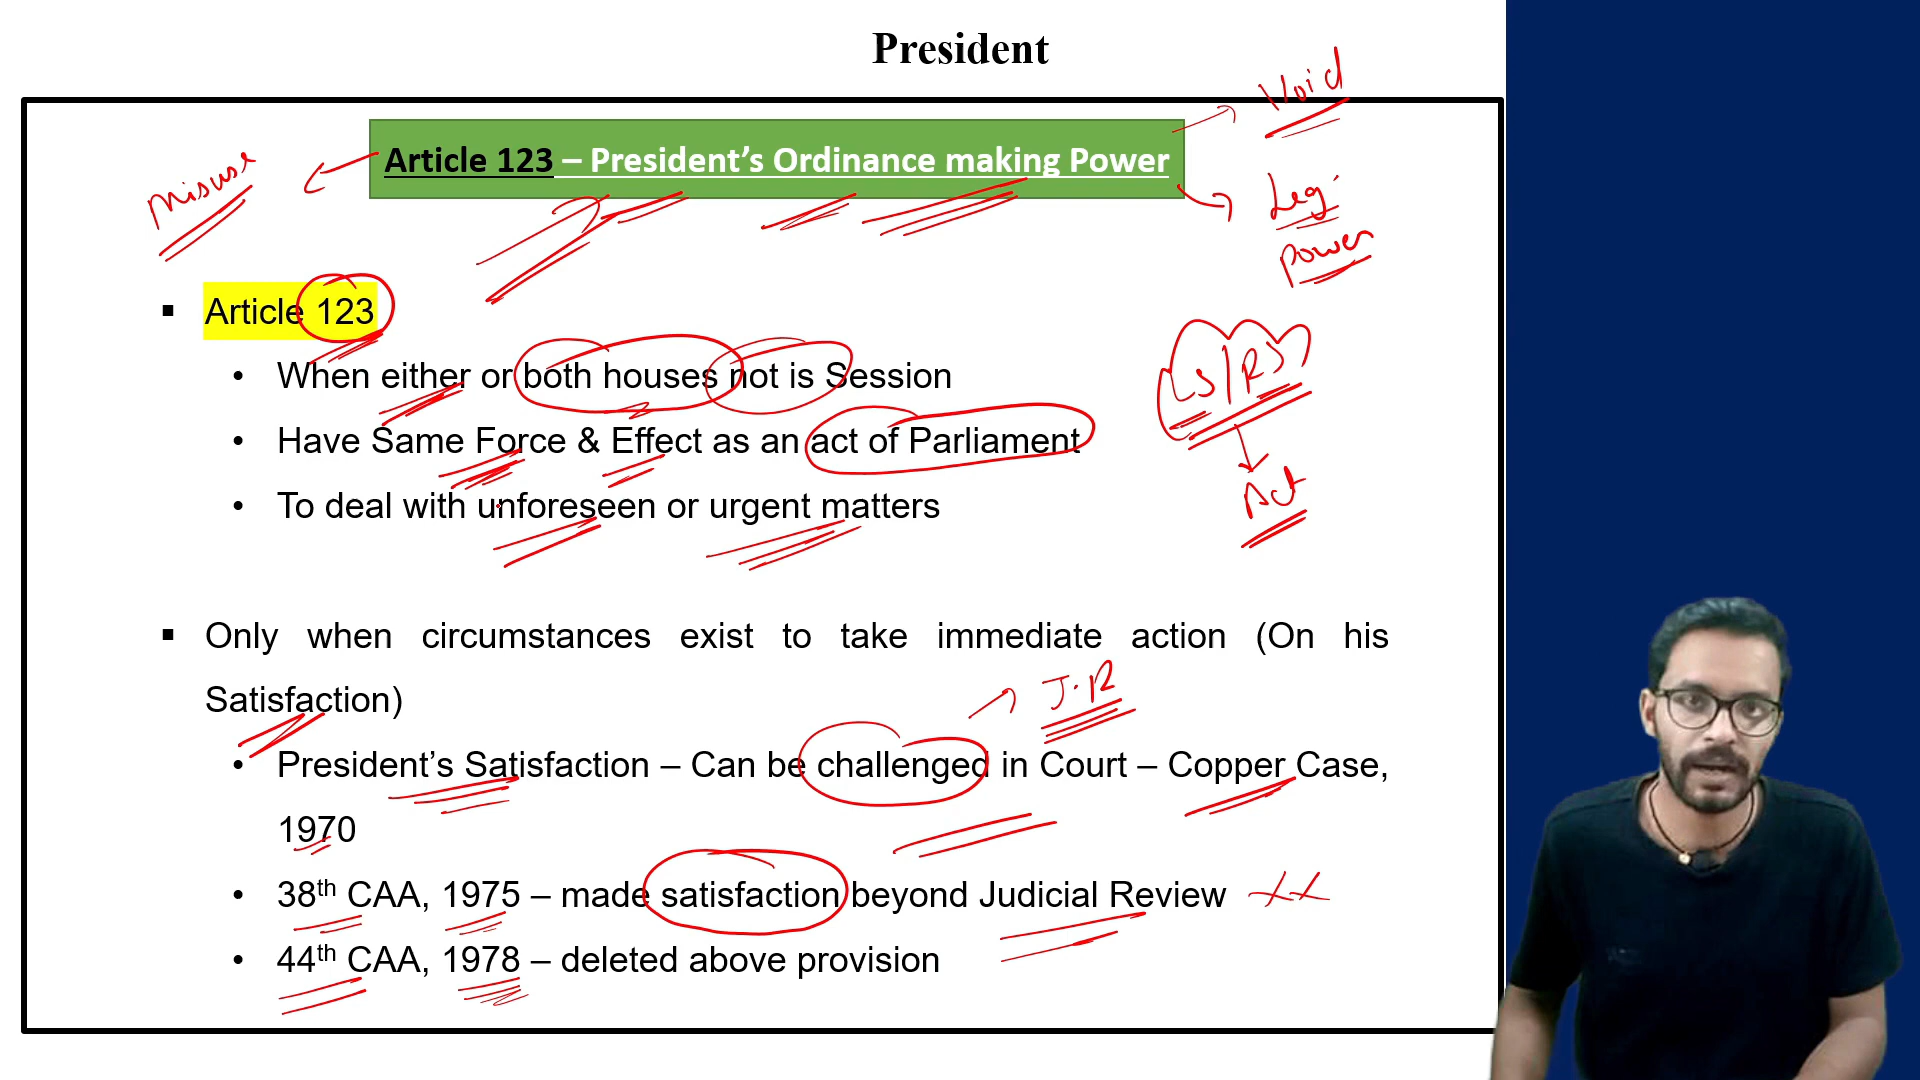 President
Void
Article 123 – President’s Ordinance making Power
Misuse
Leg.
Power
▪ Article 123
• When either or both houses not is Session
LS/RS
• Have Same Force & Effect as an act of Parliament
Act
• To deal with unforeseen or urgent matters
▪ Only when circumstances exist to take immediate action (On his
Satisfaction)
J.R
• President’s Satisfaction – Can be challenged in Court – Copper Case,
1970
• 38th CAA, 1975 – made satisfaction beyond Judicial Review
• 44th CAA, 1978 – deleted above provision